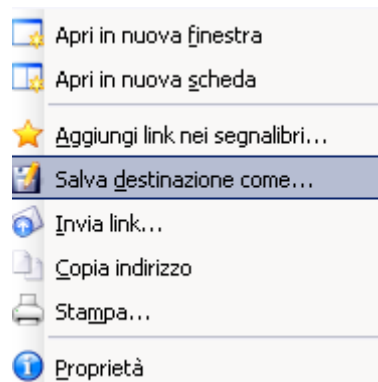 Apri in nuova finestra
Apri in nuova scheda
Aggiungi link nei segnalibri...
Salva destinazione come...
Invia link...
Copia indirizzo
Stampa...
Proprietà